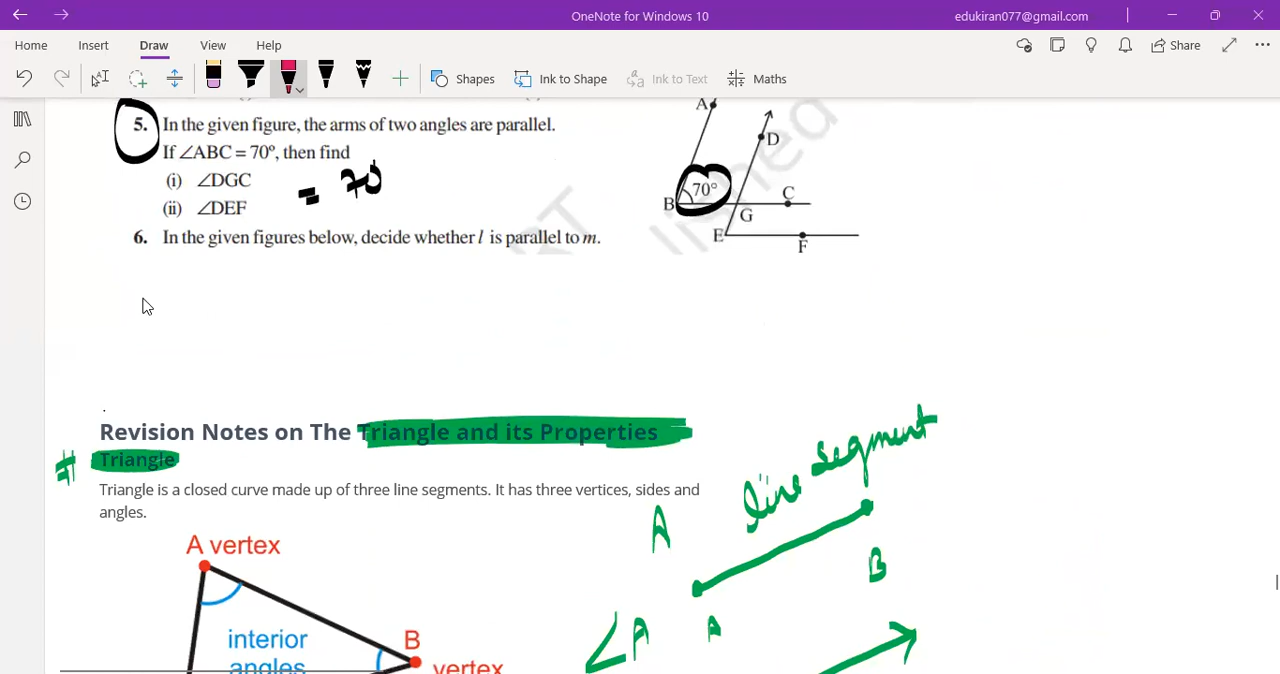 OneNote for Windows 10
edukiran077@gmail.com
Home Insert Draw View Help
Share
Shapes Ink to Shape Ink to Text Maths
5. In the given figure, the arms of two angles are parallel.
If ∠ABC = 70º, then find
(i) ∠DGC
(ii) ∠DEF
= 70
A
D
70°
B
C
G
E
F
6. In the given figures below, decide whether l is parallel to m.
Revision Notes on The Triangle and its Properties
Triangle
Triangle is a closed curve made up of three line segments. It has three vertices, sides and
angles.
A vertex
interior
angles
B
vertex
line segment
A
B
A
∠A